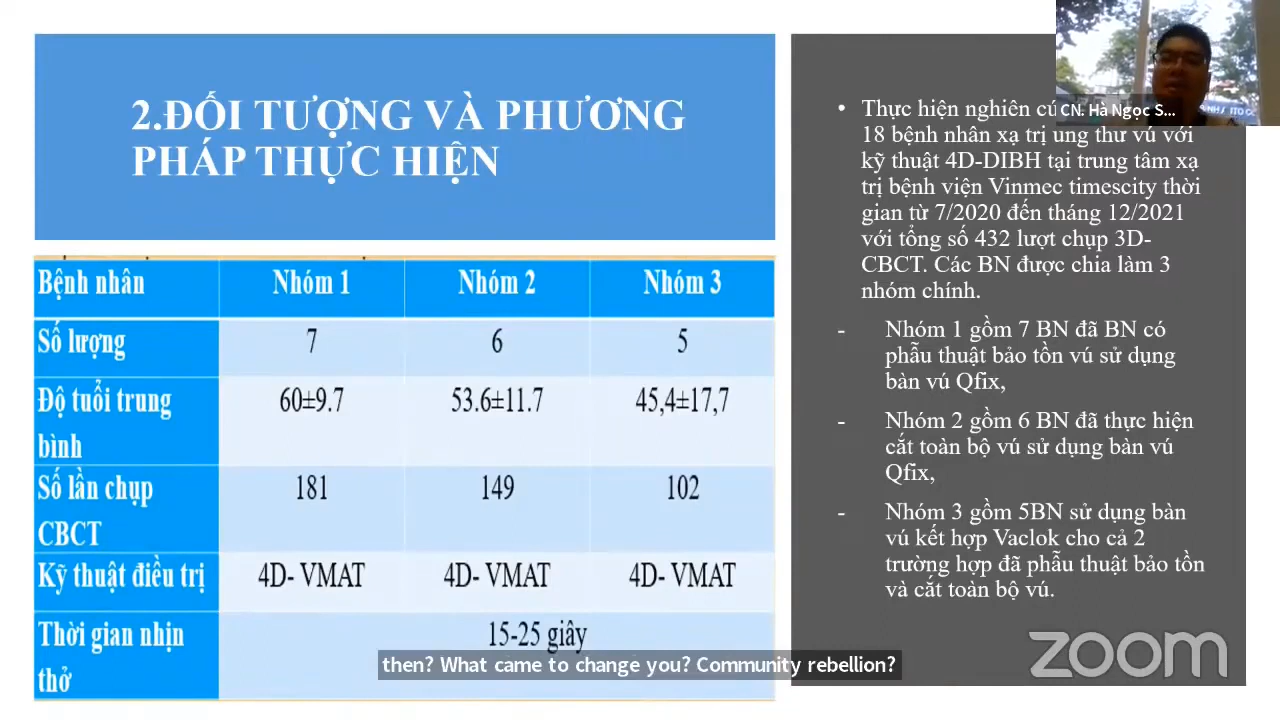 2.ĐỐI TƯỢNG VÀ PHƯƠNG
PHÁP THỰC HIỆN
Bệnh nhân Nhóm 1 Nhóm 2 Nhóm 3
Số lượng 7 6 5
Độ tuổi trung
bình 60±9.7 53.6±11.7 45,4±17,7
Số lần chụp
CBCT 181 149 102
Kỹ thuật điều trị 4D- VMAT 4D- VMAT 4D- VMAT
Thời gian nhịn
thở 15-25 giây
• Thực hiện nghiên cứ
18 bệnh nhân xạ trị ung thư vú với
kỹ thuật 4D-DIBH tại trung tâm xạ
trị bệnh viện Vinmec timescity thời
gian từ 7/2020 đến tháng 12/2021
với tổng số 432 lượt chụp 3D-
CBCT. Các BN được chia làm 3
nhóm chính.
- Nhóm 1 gồm 7 BN đã BN có
phẫu thuật bảo tồn vú sử dụng
bàn vú Qfix,
- Nhóm 2 gồm 6 BN đã thực hiện
cắt toàn bộ vú sử dụng bàn vú
Qfix,
- Nhóm 3 gồm 5BN sử dụng bàn
vú kết hợp Vaclok cho cả 2
trường hợp đã phẫu thuật bảo tồn
và cắt toàn bộ vú.
CN. Hà Ngọc S...
then? What came to change you? Community rebellion?
zoom